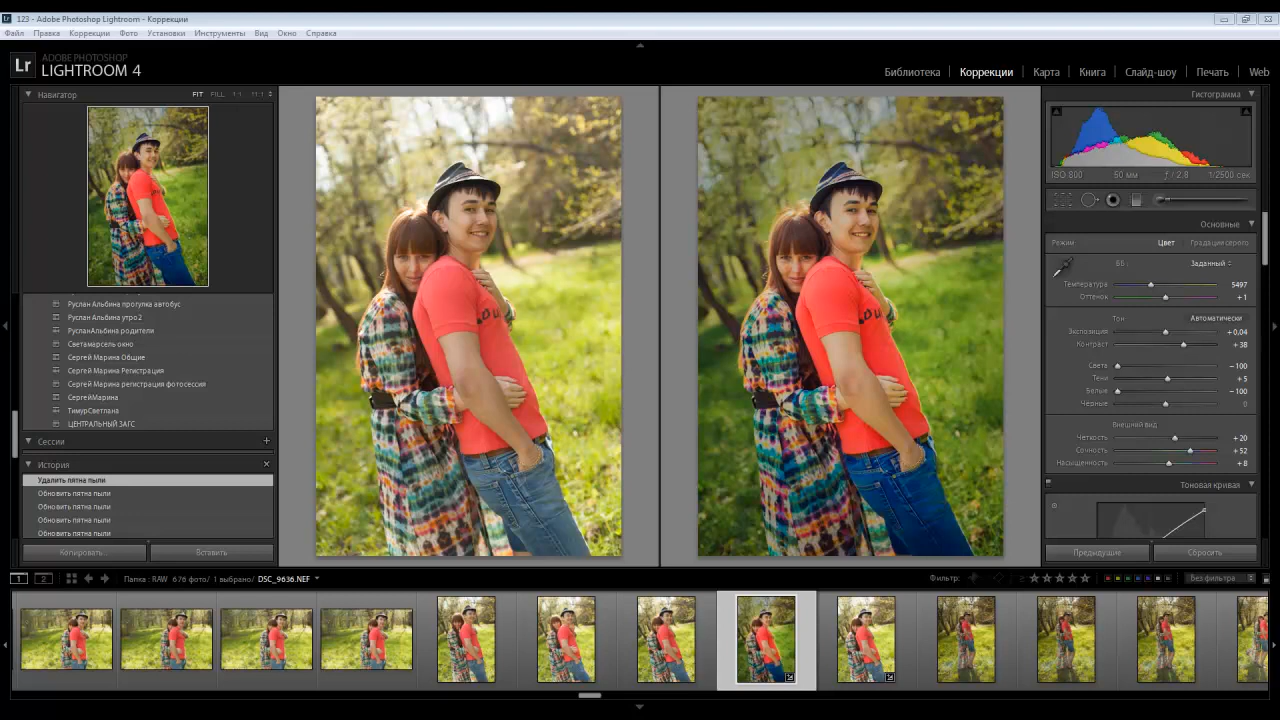 123 - Adobe Photoshop Lightroom - Коррекции
Файл Правка Коррекции Фото Установки Инструменты Вид Окно Справка
Lr ADOBE PHOTOSHOP
LIGHTROOM 4
Библиотека | Коррекции | Карта | Книга | Слайд-шоу | Печать | Web
Навигатор FIT FILL 1:1 11:1
Руслан Альбина прогулка автобус
Руслан Альбина утро2
РусланАльбина родители
Светамарсель окно
Сергей Марина Общие
Сергей Марина Регистрация
Сергей Марина регистрация фотосессия
СергейМарина
ТимурСветлана
ЦЕНТРАЛЬНЫЙ ЗАГС
Сессии +
История ×
Удалить пятна пыли
Обновить пятна пыли
Обновить пятна пыли
Обновить пятна пыли
Обновить пятна пыли
Копировать... Вставить
Гистограмма
ISO 800 50 мм ƒ / 2,8 1/2500 сек
Основные
Режим Цвет Градации серого
ВБ : Заданный
Температура 5497
Оттенок +1
Тон Автоматически
Экспозиция +0,04
Контраст +38
Света −100
Тени +5
Белые −100
Черные 0
Внешний вид
Четкость +20
Сочность +52
Насыщенность +8
Тоновая кривая
Предыдущие Сбросить
1 2 Папка : RAW 676 фото/ 1 выбрано/ DSC_9636.NEF Фильтр: Без фильтра